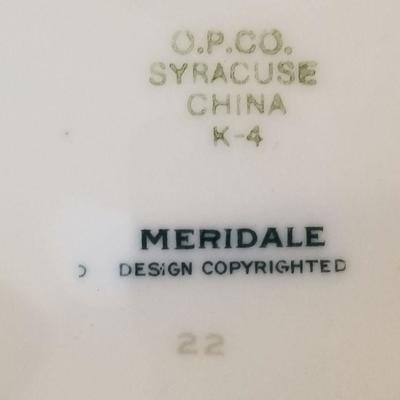 O.P.CO.
SYRACUSE
CHINA
K-4
MERIDALE
DESIGN COPYRIGHTED
22